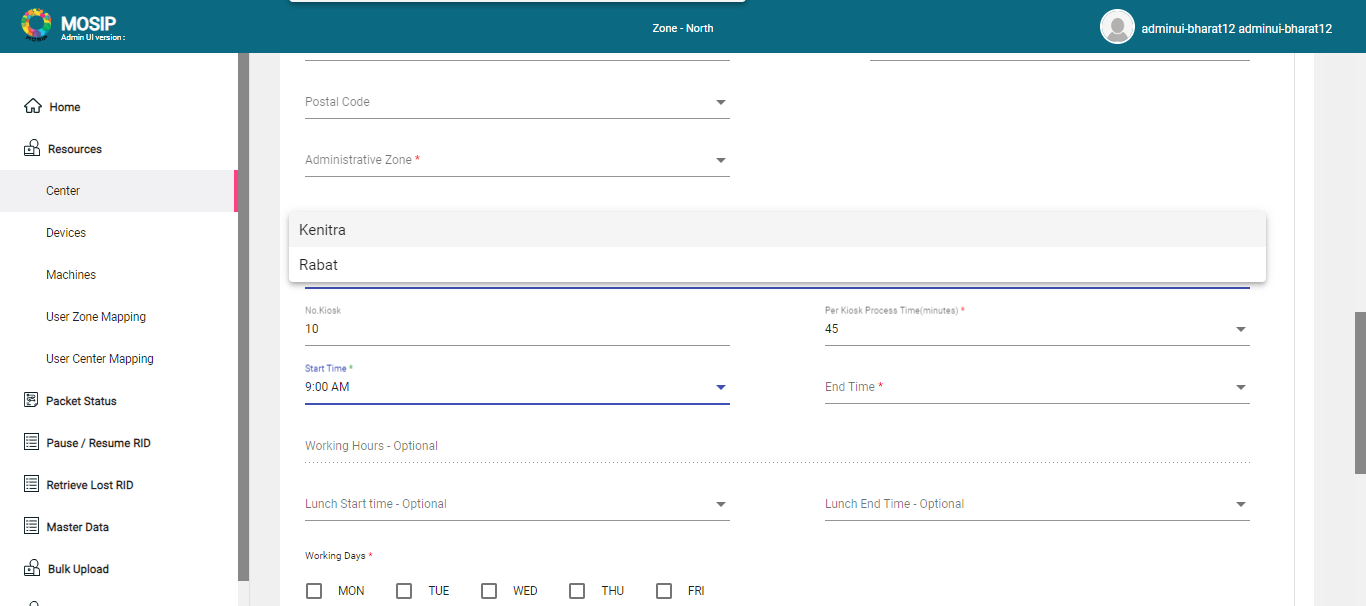 MOSIP
Admin UI version :
Zone - North
adminui-bharat12 adminui-bharat12
Home
Resources
Center
Devices
Machines
User Zone Mapping
User Center Mapping
Packet Status
Pause / Resume RID
Retrieve Lost RID
Master Data
Bulk Upload
Postal Code
Administrative Zone *
Kenitra
Rabat
No.Kiosk
10
Per Kiosk Process Time(minutes) *
45
Start Time *
9:00 AM
End Time *
Working Hours - Optional
Lunch Start time - Optional
Lunch End Time - Optional
Working Days *
MON TUE WED THU FRI